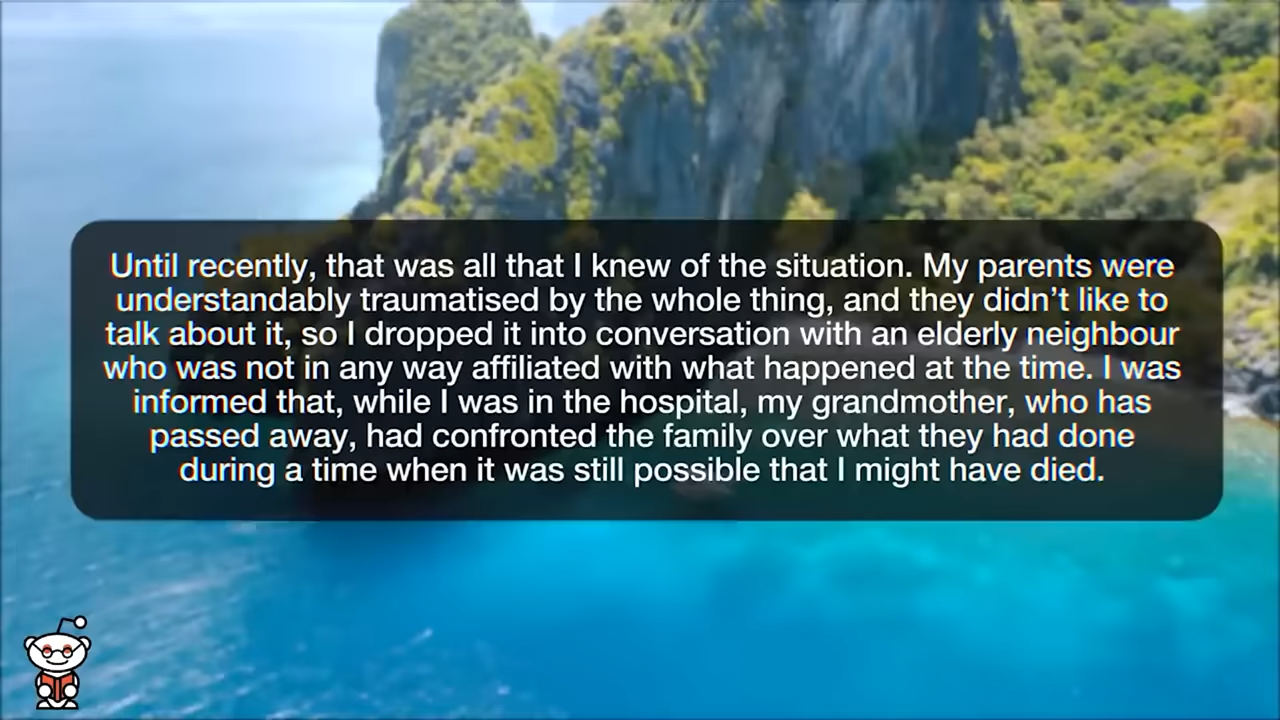 Until recently, that was all that I knew of the situation. My parents were
understandably traumatised by the whole thing, and they didn’t like to
talk about it, so I dropped it into conversation with an elderly neighbour
who was not in any way affiliated with what happened at the time. I was
informed that, while I was in the hospital, my grandmother, who has
passed away, had confronted the family over what they had done
during a time when it was still possible that I might have died.